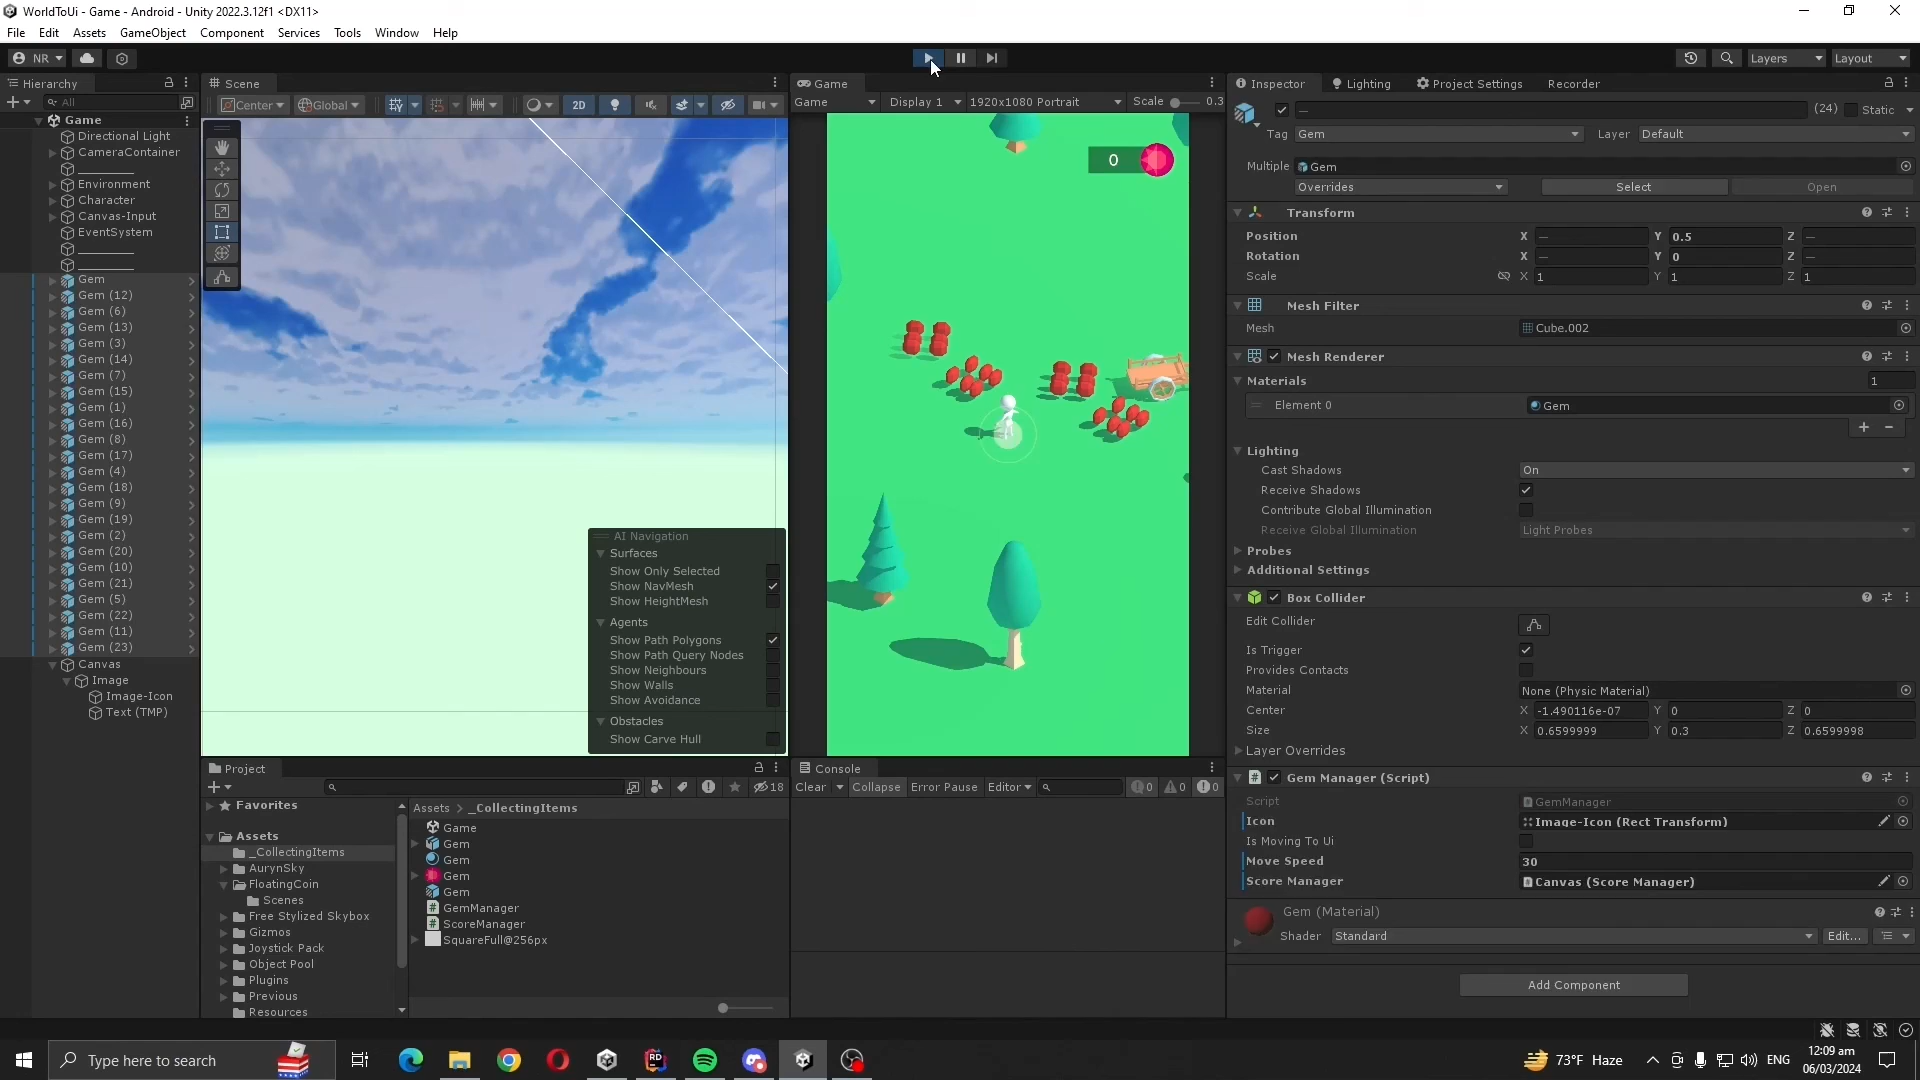 WorldToUi - Game - Android - Unity 2022.3.12f1 <DX11>
File Edit Assets GameObject Component Services Tools Window Help
NR Layers Layout
Hierarchy
All
Game
Directional Light
CameraContainer
_________
Environment
Character
Canvas-Input
EventSystem
_________
_________
Gem
Gem (12)
Gem (6)
Gem (13)
Gem (3)
Gem (14)
Gem (7)
Gem (15)
Gem (1)
Gem (16)
Gem (8)
Gem (17)
Gem (4)
Gem (18)
Gem (9)
Gem (19)
Gem (2)
Gem (20)
Gem (10)
Gem (21)
Gem (5)
Gem (22)
Gem (11)
Gem (23)
Canvas
Image
Image-Icon
Text (TMP)
Scene
Center Global 2D
AI Navigation
Surfaces
Show Only Selected
Show NavMesh
Show HeightMesh
Agents
Show Path Polygons
Show Path Query Nodes
Show Neighbours
Show Walls
Show Avoidance
Obstacles
Show Carve Hull
Game
Game Display 1 1920x1080 Portrait Scale 0.3
0
Project
18
Favorites
Assets
_CollectingItems
AurynSky
FloatingCoin
Scenes
Free Stylized Skybox
Gizmos
Joystick Pack
Object Pool
Plugins
Previous
Resources
Assets > _CollectingItems
Game
Gem
Gem
Gem
Gem
GemManager
ScoreManager
SquareFull@256px
Console
Clear Collapse Error Pause Editor 0 0 0
Inspector Lighting Project Settings Recorder
— (24) Static
Tag Gem Layer Default
Multiple Gem
Overrides Select Open
Transform
Position X — Y 0.5 Z —
Rotation X — Y 0 Z —
Scale X 1 Y 1 Z 1
Mesh Filter
Mesh Cube.002
Mesh Renderer
Materials 1
Element 0 Gem
Lighting
Cast Shadows On
Receive Shadows
Contribute Global Illumination
Receive Global Illumination Light Probes
Probes
Additional Settings
Box Collider
Edit Collider
Is Trigger
Provides Contacts
Material None (Physic Material)
Center X -1.490116e-07 Y 0 Z 0
Size X 0.6599999 Y 0.3 Z 0.6599998
Layer Overrides
Gem Manager (Script)
Script GemManager
Icon Image-Icon (Rect Transform)
Is Moving To Ui
Move Speed 30
Score Manager Canvas (Score Manager)
Gem (Material)
Shader Standard Edit...
Add Component
Type here to search
73°F Haze ENG
12:09 am
06/03/2024